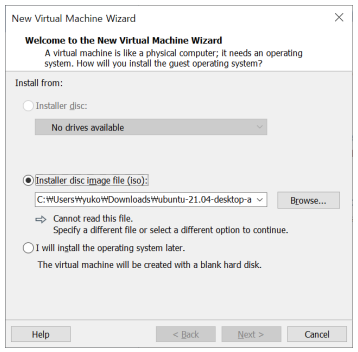 New Virtual Machine Wizard
Welcome to the New Virtual Machine Wizard
A virtual machine is like a physical computer; it needs an operating
system. How will you install the guest operating system?
Install from:
Installer disc:
No drives available
Installer disc image file (iso):
C:₩Users₩yuko₩Downloads₩ubuntu-21.04-desktop-a
Browse...
Cannot read this file.
Specify a different file or select a different option to continue.
I will install the operating system later.
The virtual machine will be created with a blank hard disk.
Help
< Back
Next >
Cancel